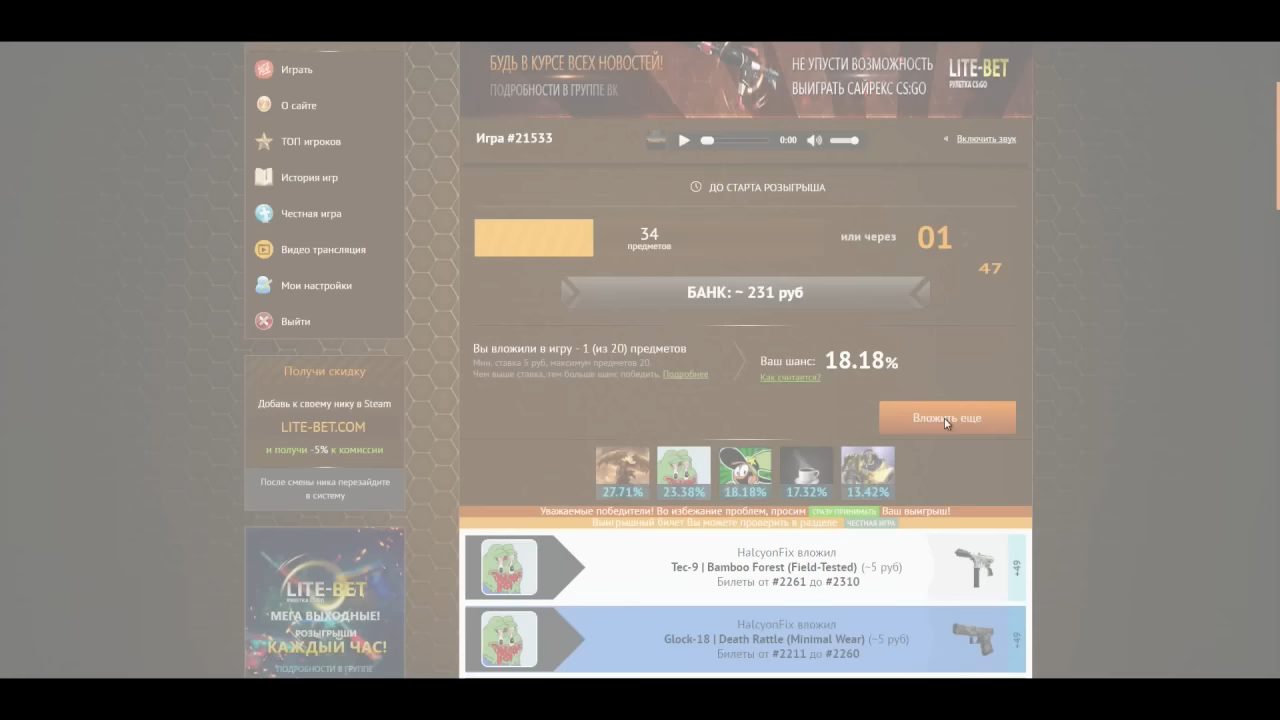 БУДЬ В КУРСЕ ВСЕХ НОВОСТЕЙ!
ПОДРОБНОСТИ В ГРУППЕ ВК
НЕ УПУСТИ ВОЗМОЖНОСТЬ
ВЫИГРАТЬ САЙРЕКС CS:GO
LITE-BET
РУЛЕТКА CS:GO
Играть
О сайте
ТОП игроков
История игр
Честная игра
Видео трансляция
Мои настройки
Выйти
Получи скидку
Добавь к своему нику в Steam
LITE-BET.COM
и получи -5% к комиссии
После смены ника перезайдите
в систему
LITE-BET
РУЛЕТКА CS:GO
МЕГА ВЫХОДНЫЕ!
РОЗЫГРЫШИ
КАЖДЫЙ ЧАС!
ПОДРОБНОСТИ В ГРУППЕ
Игра #21533
0:00
Включить звук
ДО СТАРТА РОЗЫГРЫША
34
предметов
или через
01
47
БАНК: ~ 231 руб
Вы вложили в игру - 1 (из 20) предметов
Мин. ставка 5 руб, максимум предметов 20.
Чем выше ставка, тем больше шанс победить. Подробнее
Ваш шанс: 18.18%
Как считается?
Вложить еще
27.71% 23.38% 18.18% 17.32% 13.42%
Уважаемые победители! Во избежание проблем, просим СРАЗУ ПРИНИМАТЬ Ваш выигрыш!
Выигрышный билет Вы можете проверить в разделе ЧЕСТНАЯ ИГРА
HalcyonFix вложил
Tec-9 | Bamboo Forest (Field-Tested) (~5 руб)
Билеты от #2261 до #2310
+49
HalcyonFix вложил
Glock-18 | Death Rattle (Minimal Wear) (~5 руб)
Билеты от #2211 до #2260
+49